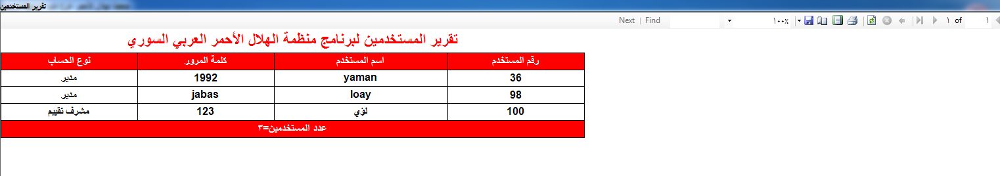 تقرير المستخدمين
Next | Find ١٠٠٪ ١ of ١
تقرير المستخدمين لبرنامج منظمة الهلال الأحمر العربي السوري
رقم المستخدم اسم المستخدم كلمة المرور نوع الحساب
36 yaman 1992 مدير
98 loay jabas مدير
100 لؤي 123 مشرف تقييم
عدد المستخدمين=٣